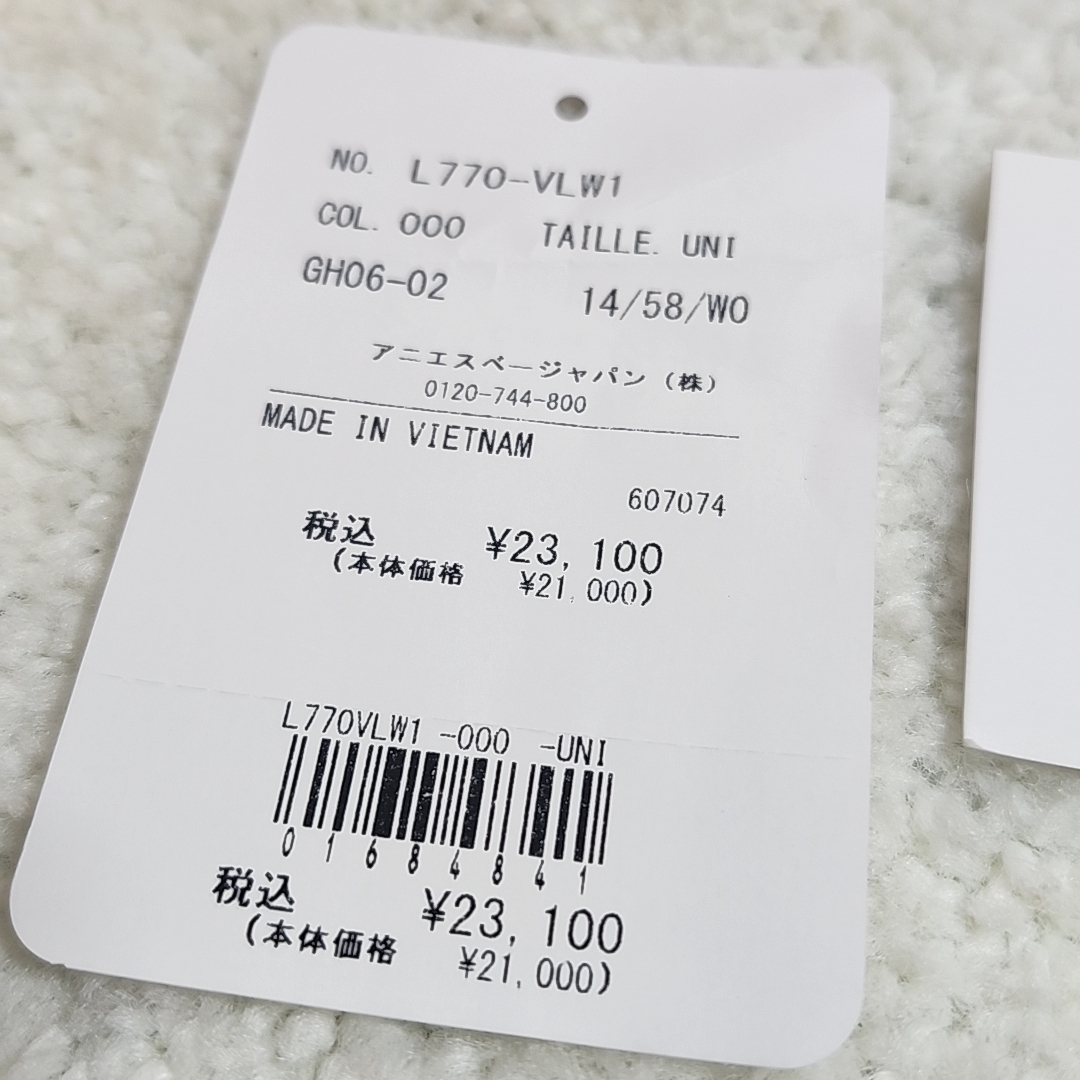 NO. L770-VLW1
COL. 000 TAILLE. UNI
GH06-02 14/58/WO
アニエスベージャパン（株）
0120-744-800
MADE IN VIETNAM
607074
税込 ¥23,100
(本体価格 ¥21,000)
L770VLW1 -000 -UNI
01684841
税込 ¥23,100
(本体価格 ¥21,000)